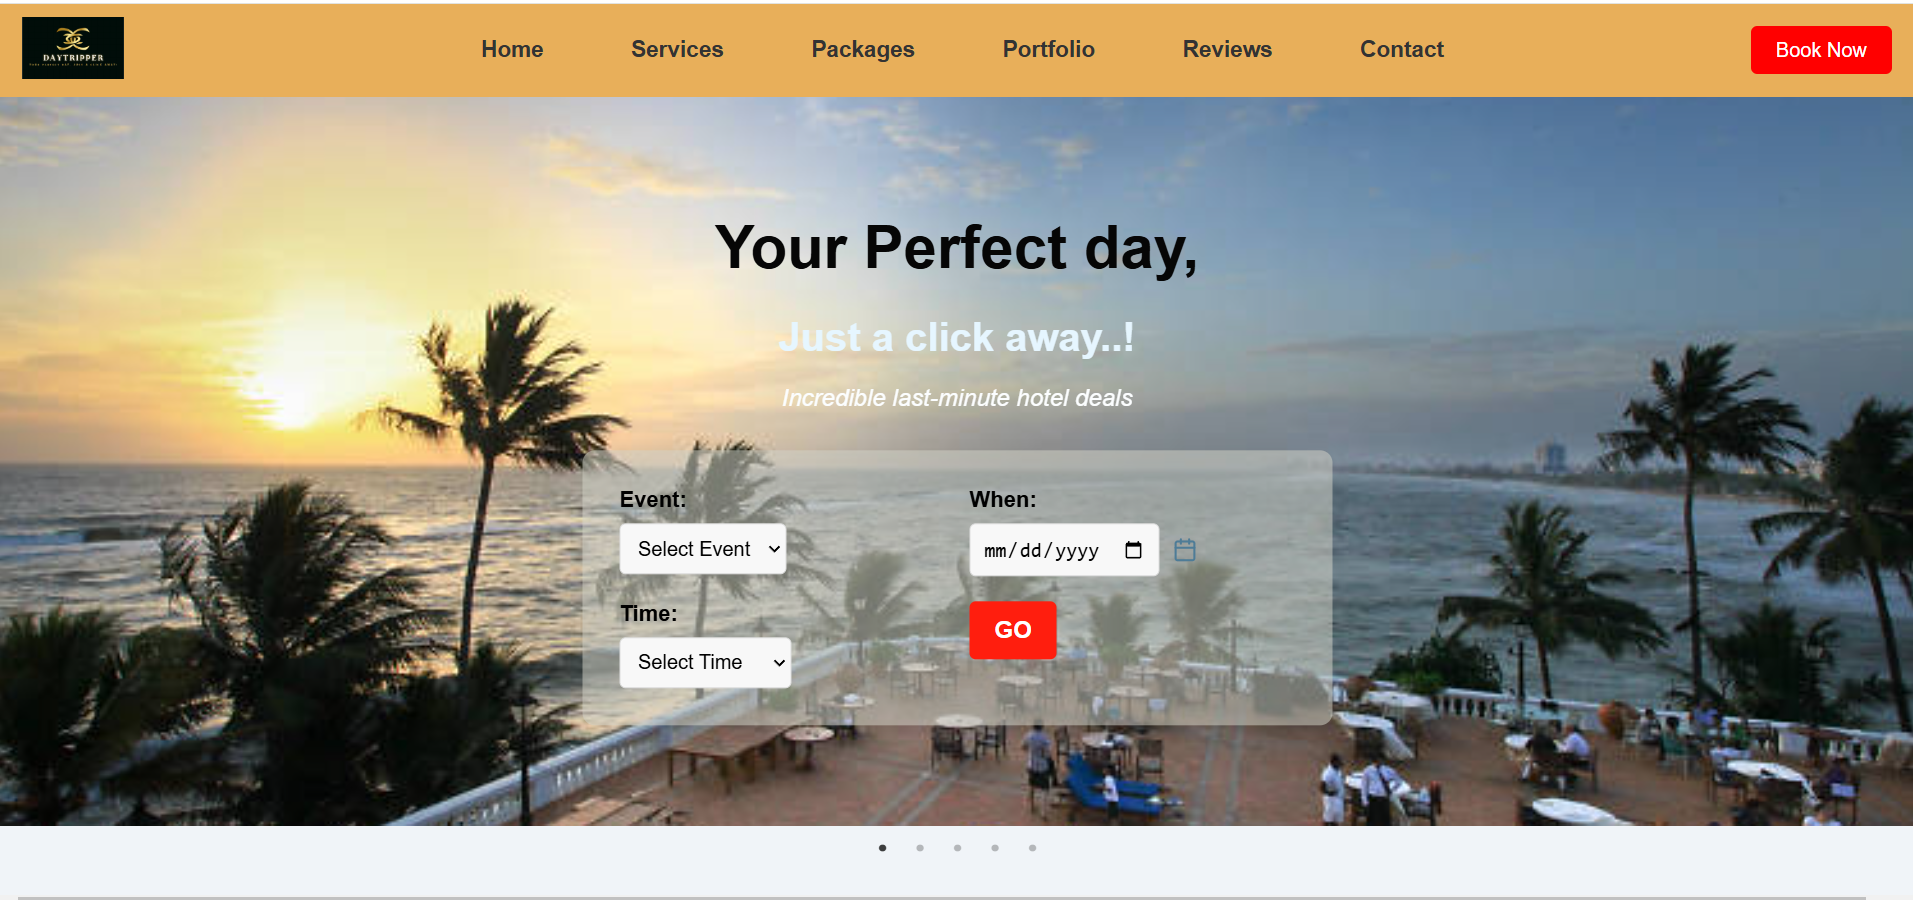 DAYTRIPPER
Home
Services
Packages
Portfolio
Reviews
Contact
Book Now
Your Perfect day,
Just a click away..!
Incredible last-minute hotel deals
Event:
When:
Select Event
mm/dd/yyyy
Time:
GO
Select Time